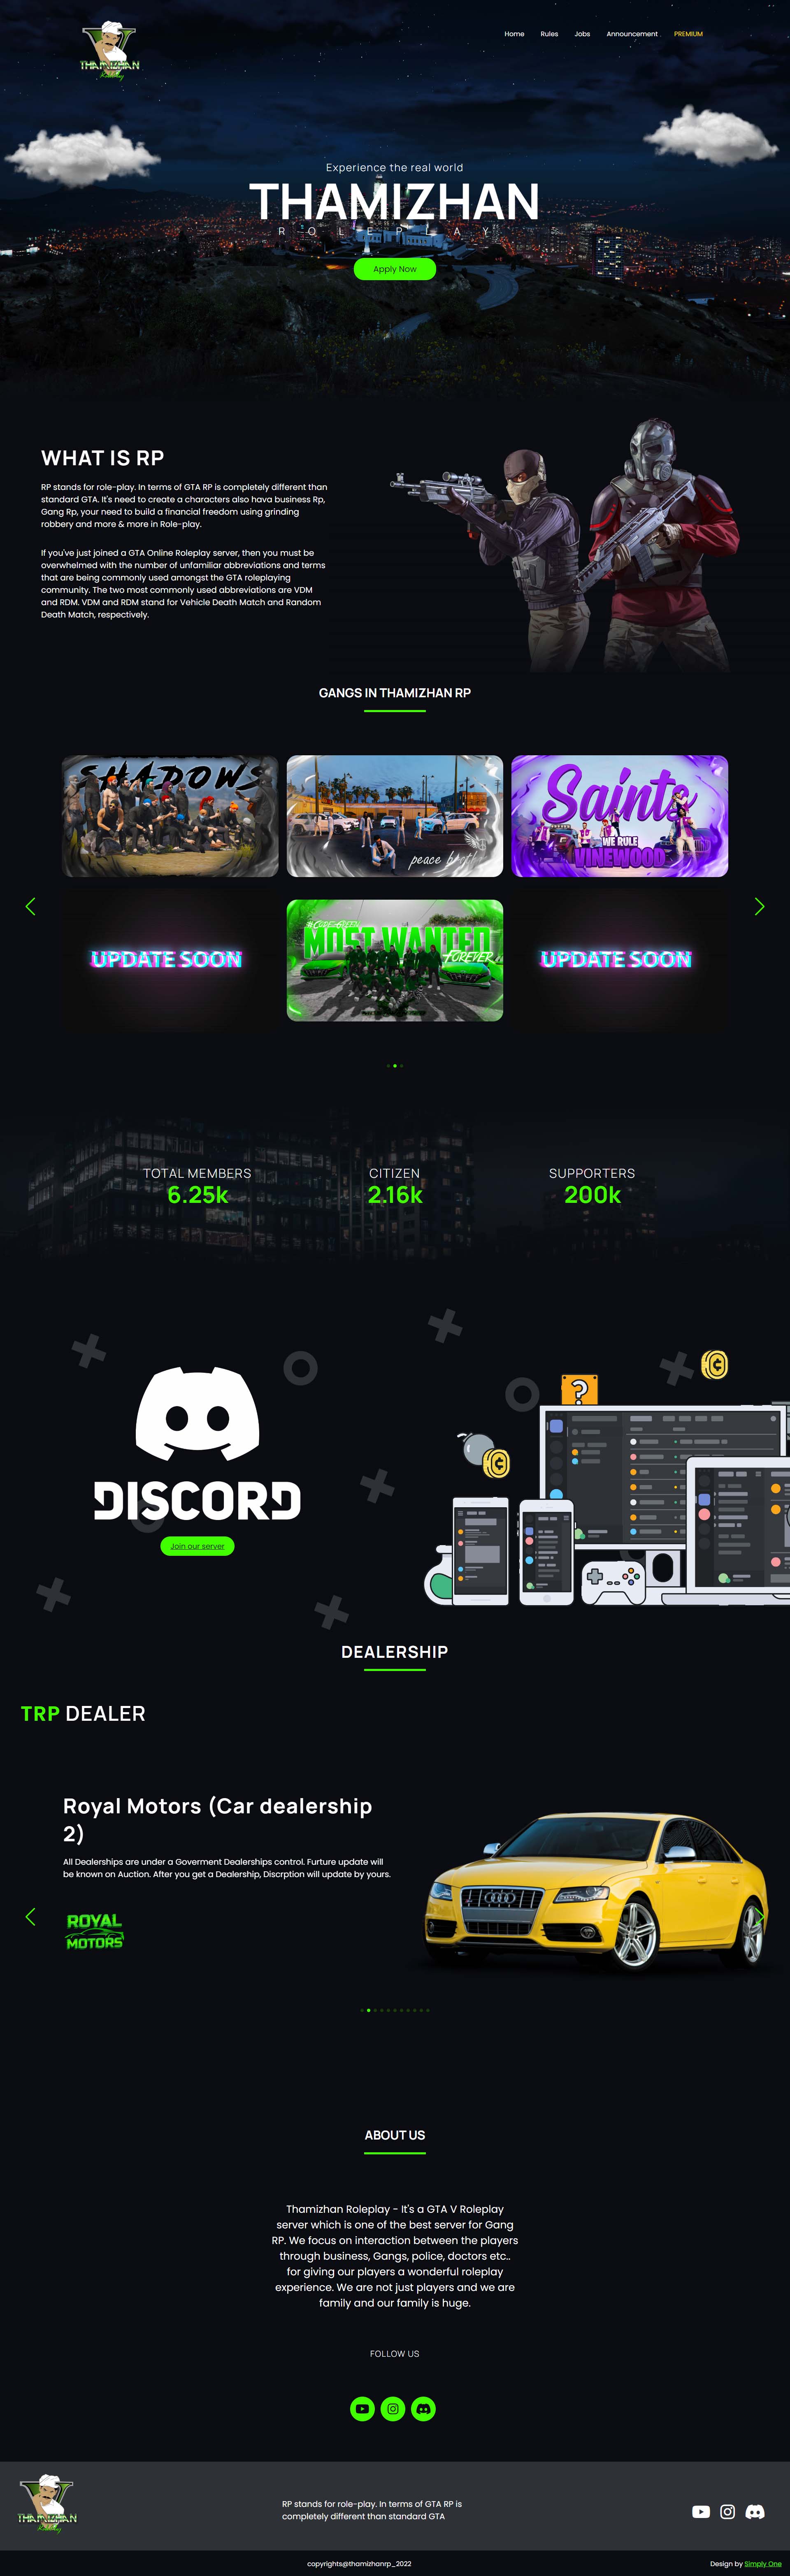 THAMIZHAN
Roleplay
Home Rules Jobs Announcement PREMIUM
Experience the real world
THAMIZHAN
ROLEPLAY
Apply Now
WHAT IS RP
RP stands for role-play. In terms of GTA RP is completely different than
standard GTA. It's need to create a characters also hava business Rp,
Gang Rp, your need to build a financial freedom using grinding
robbery and more & more in Role-play.
If you've just joined a GTA Online Roleplay server, then you must be
overwhelmed with the number of unfamiliar abbreviations and terms
that are being commonly used amongst the GTA roleplaying
community. The two most commonly used abbreviations are VDM
and RDM. VDM and RDM stand for Vehicle Death Match and Random
Death Match, respectively.
GANGS IN THAMIZHAN RP
SHADOWS
peace
Saints
WE RULE
VINEWOOD
UPDATE SOON
MOST WANTED
FOREVER
UPDATE SOON
TOTAL MEMBERS
6.25k
CITIZEN
2.16k
SUPPORTERS
200k
DISCORD
Join our server
DEALERSHIP
TRP DEALER
Royal Motors (Car dealership
2)
All Dealerships are under a Goverment Dealerships control. Furture update will
be known on Auction. After you get a Dealership, Discrption will update by yours.
ROYAL
MOTORS
ABOUT US
Thamizhan Roleplay - It's a GTA V Roleplay
server which is one of the best server for Gang
RP. We focus on interaction between the players
through business, Gangs, police, doctors etc..
for giving our players a wonderful roleplay
experience. We are not just players and we are
family and our family is huge.
FOLLOW US
THAMIZHAN
Roleplay
RP stands for role-play. In terms of GTA RP is
completely different than standard GTA
copyrights@thamizhanrp_2022
Design by Simply One